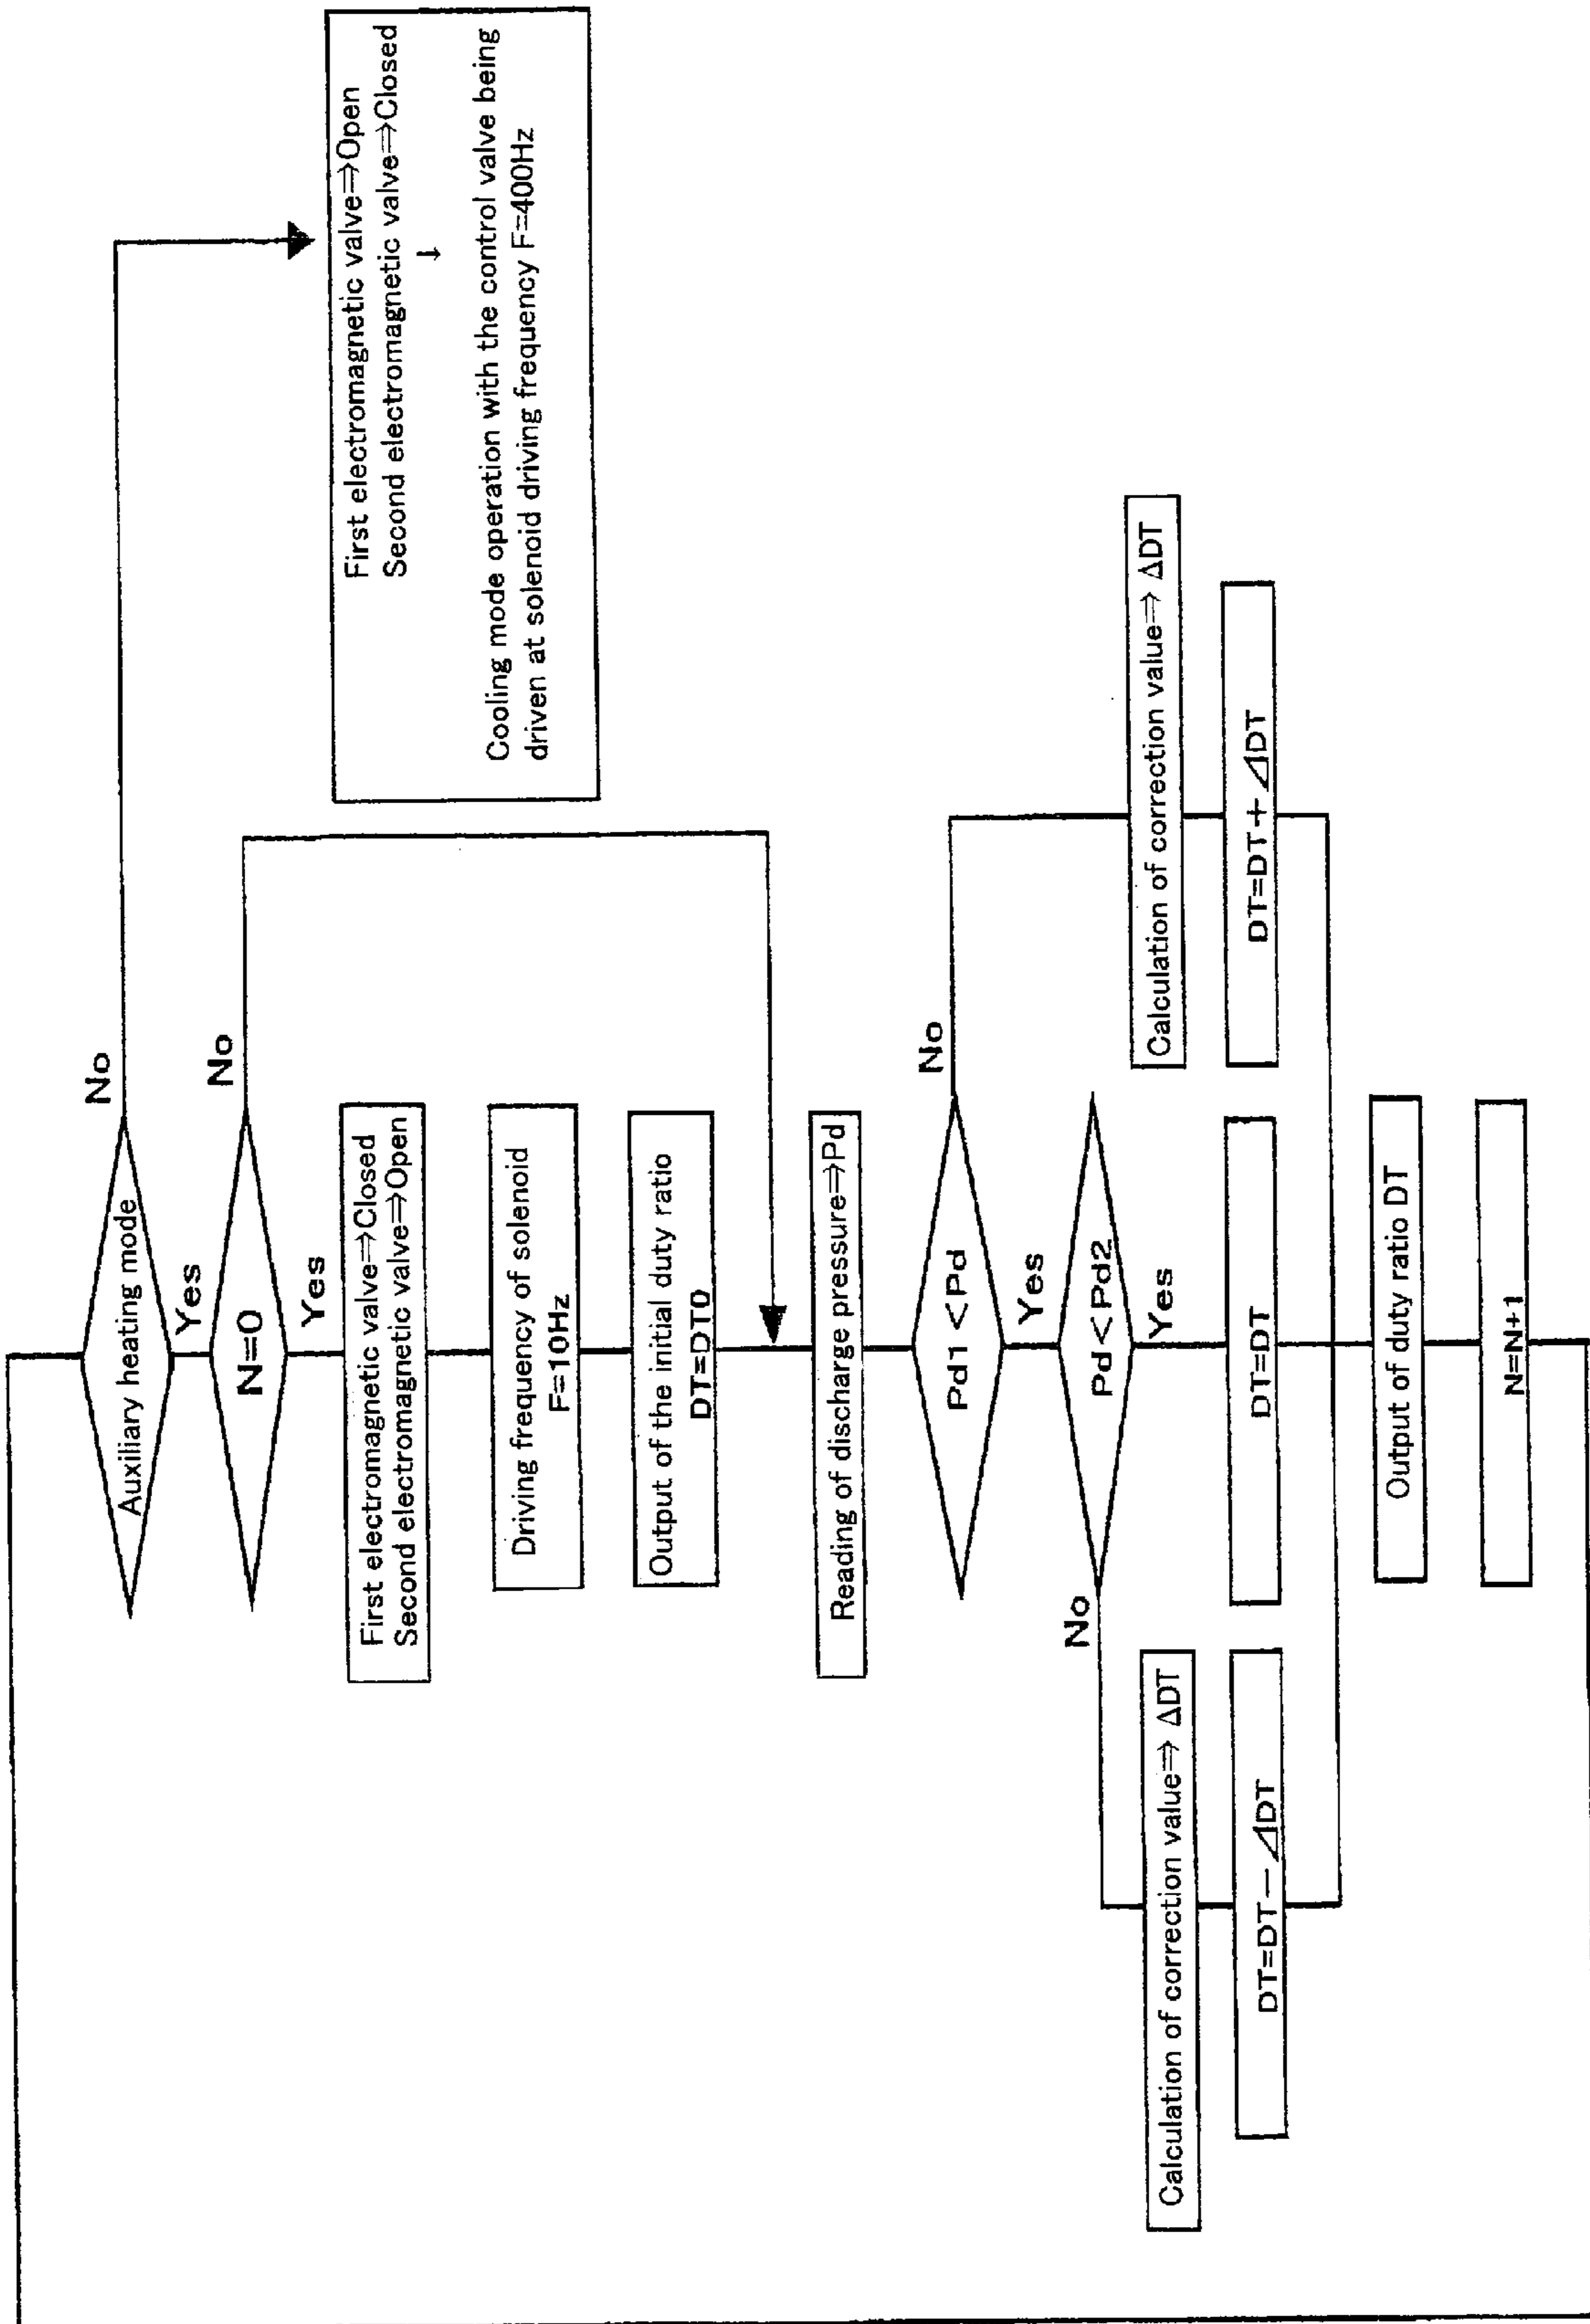 Auxiliary heating mode
No
Yes
First electromagnetic valve⇒Open
Second electromagnetic valve⇒Closed
↓
Cooling mode operation with the control valve being
driven at solenoid driving frequency F=400Hz
N=0
No
Yes
First electromagnetic valve⇒Closed
Second electromagnetic valve⇒Open
Driving frequency of solenoid
F=10Hz
Output of the initial duty ratio
DT=DT0
Reading of discharge pressure⇒Pd
Pd1 <Pd
No
Yes
Pd<Pd2
No
Yes
Calculation of correction value⇒ ΔDT
Calculation of correction value⇒ ΔDT
DT=DT−⊿DT
DT=DT
DT=DT+⊿DT
Output of duty ratio DT
N=N+1